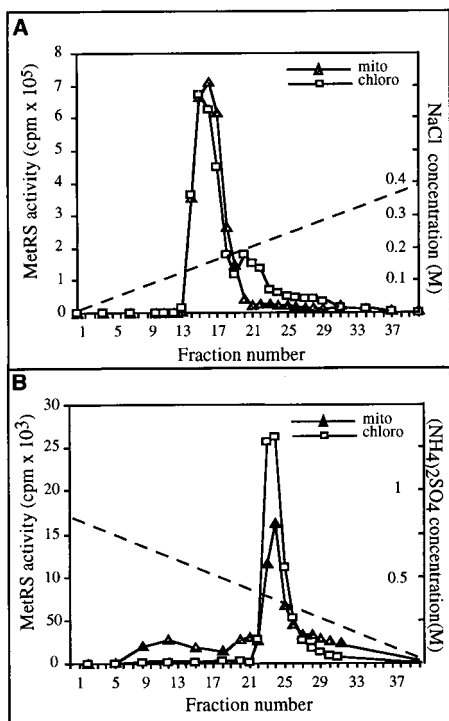 A
mito
chloro
MetRS activity (cpm x 10⁵)
8
7
6
5
4
3
2
1
0
NaCl concentration (M)
0.4
0.3
0.2
0.1
1 5 9 13 17 21 25 29 33 37
Fraction number
B
mito
chloro
MetRS activity (cpm x 10³)
30
25
20
15
10
50
0
(NH4)2SO4 concentration(M)
1
0.5
1 5 9 13 17 21 25 29 33 37
Fraction number